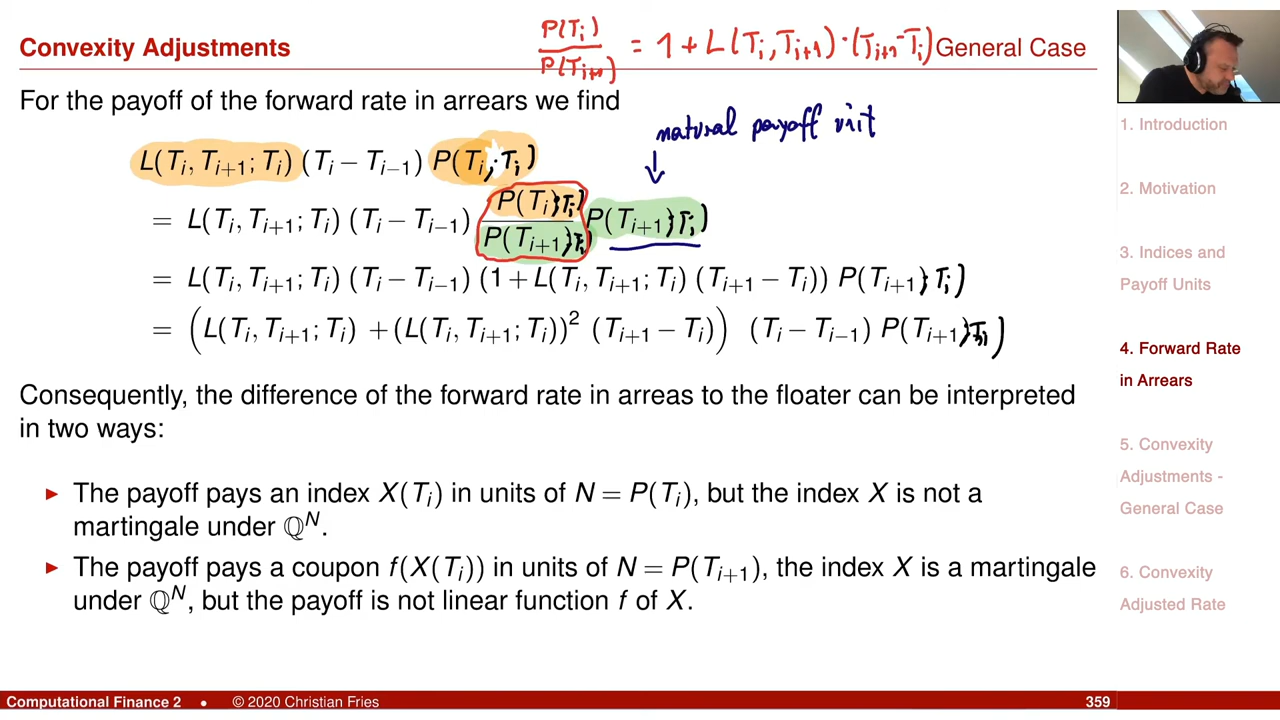 Convexity Adjustments
P(Ti)/P(Ti+1) = 1 + L(Ti,Ti+1)·(Ti+1-Ti)
General Case
For the payoff of the forward rate in arrears we find
natural payoff unit
L(Ti, Ti+1; Ti) (Ti − Ti−1) P(Ti; Ti)
= L(Ti, Ti+1; Ti) (Ti − Ti−1) P(Ti; Ti)/P(Ti+1; Ti) P(Ti+1; Ti)
= L(Ti, Ti+1; Ti) (Ti − Ti−1) (1 + L(Ti, Ti+1; Ti) (Ti+1 − Ti)) P(Ti+1; Ti)
= (L(Ti, Ti+1; Ti) + (L(Ti, Ti+1; Ti))² (Ti+1 − Ti)) (Ti − Ti−1) P(Ti+1; Ti)
Consequently, the difference of the forward rate in arreas to the floater can be interpreted
in two ways:
▶ The payoff pays an index X(Ti) in units of N = P(Ti), but the index X is not a
martingale under ℚᴺ.
▶ The payoff pays a coupon f(X(Ti)) in units of N = P(Ti+1), the index X is a martingale
under ℚᴺ, but the payoff is not linear function f of X.
1. Introduction
2. Motivation
3. Indices and
Payoff Units
4. Forward Rate
in Arrears
5. Convexity
Adjustments -
General Case
6. Convexity
Adjusted Rate
Computational Finance 2 • © 2020 Christian Fries 359